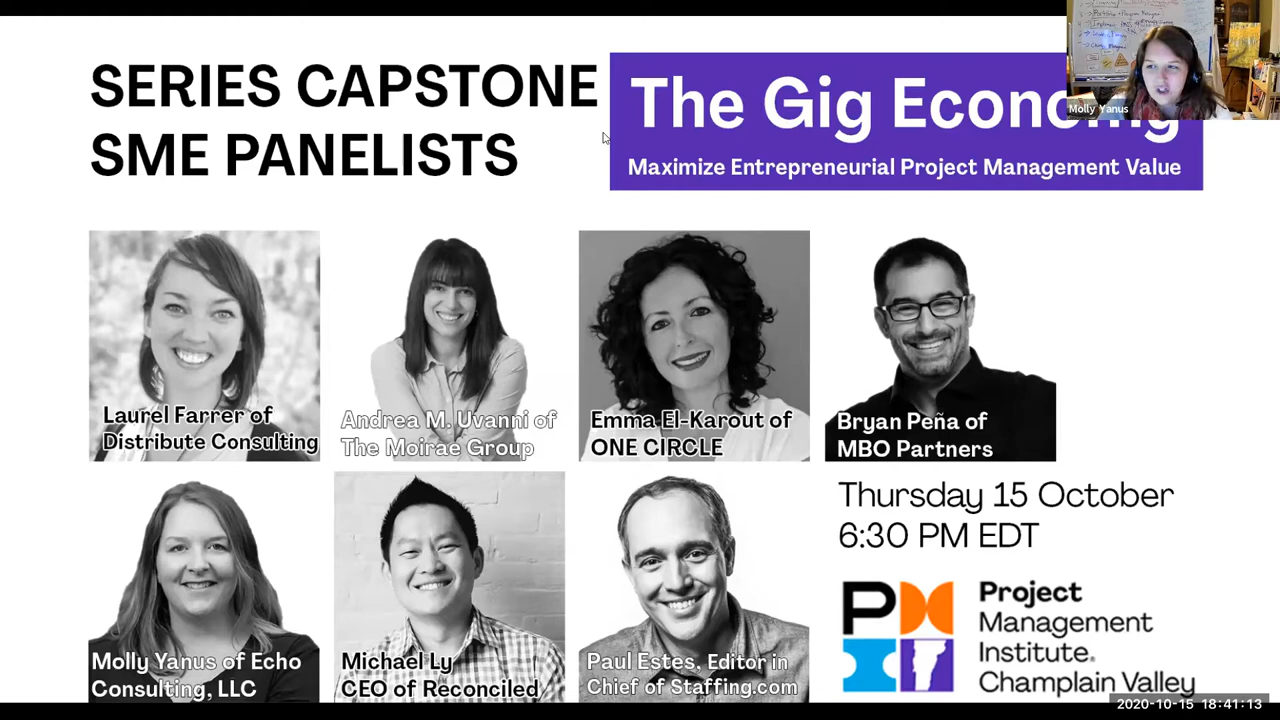 SERIES CAPSTONE
SME PANELISTS
The Gig Econ
Maximize Entrepreneurial Project Management Value
Molly Yanus
Laurel Farrer of
Distribute Consulting
Andrea M. Uvanni of
The Moirae Group
Emma El-Karout of
ONE CIRCLE
Bryan Peña of
MBO Partners
Molly Yanus of Echo
Consulting, LLC
Michael Ly
CEO of Reconciled
Paul Estes, Editor in
Chief of Staffing.com
Thursday 15 October
6:30 PM EDT
PMI
Project
Management
Institute.
Champlain Valley
2020-10-15 18:41:13